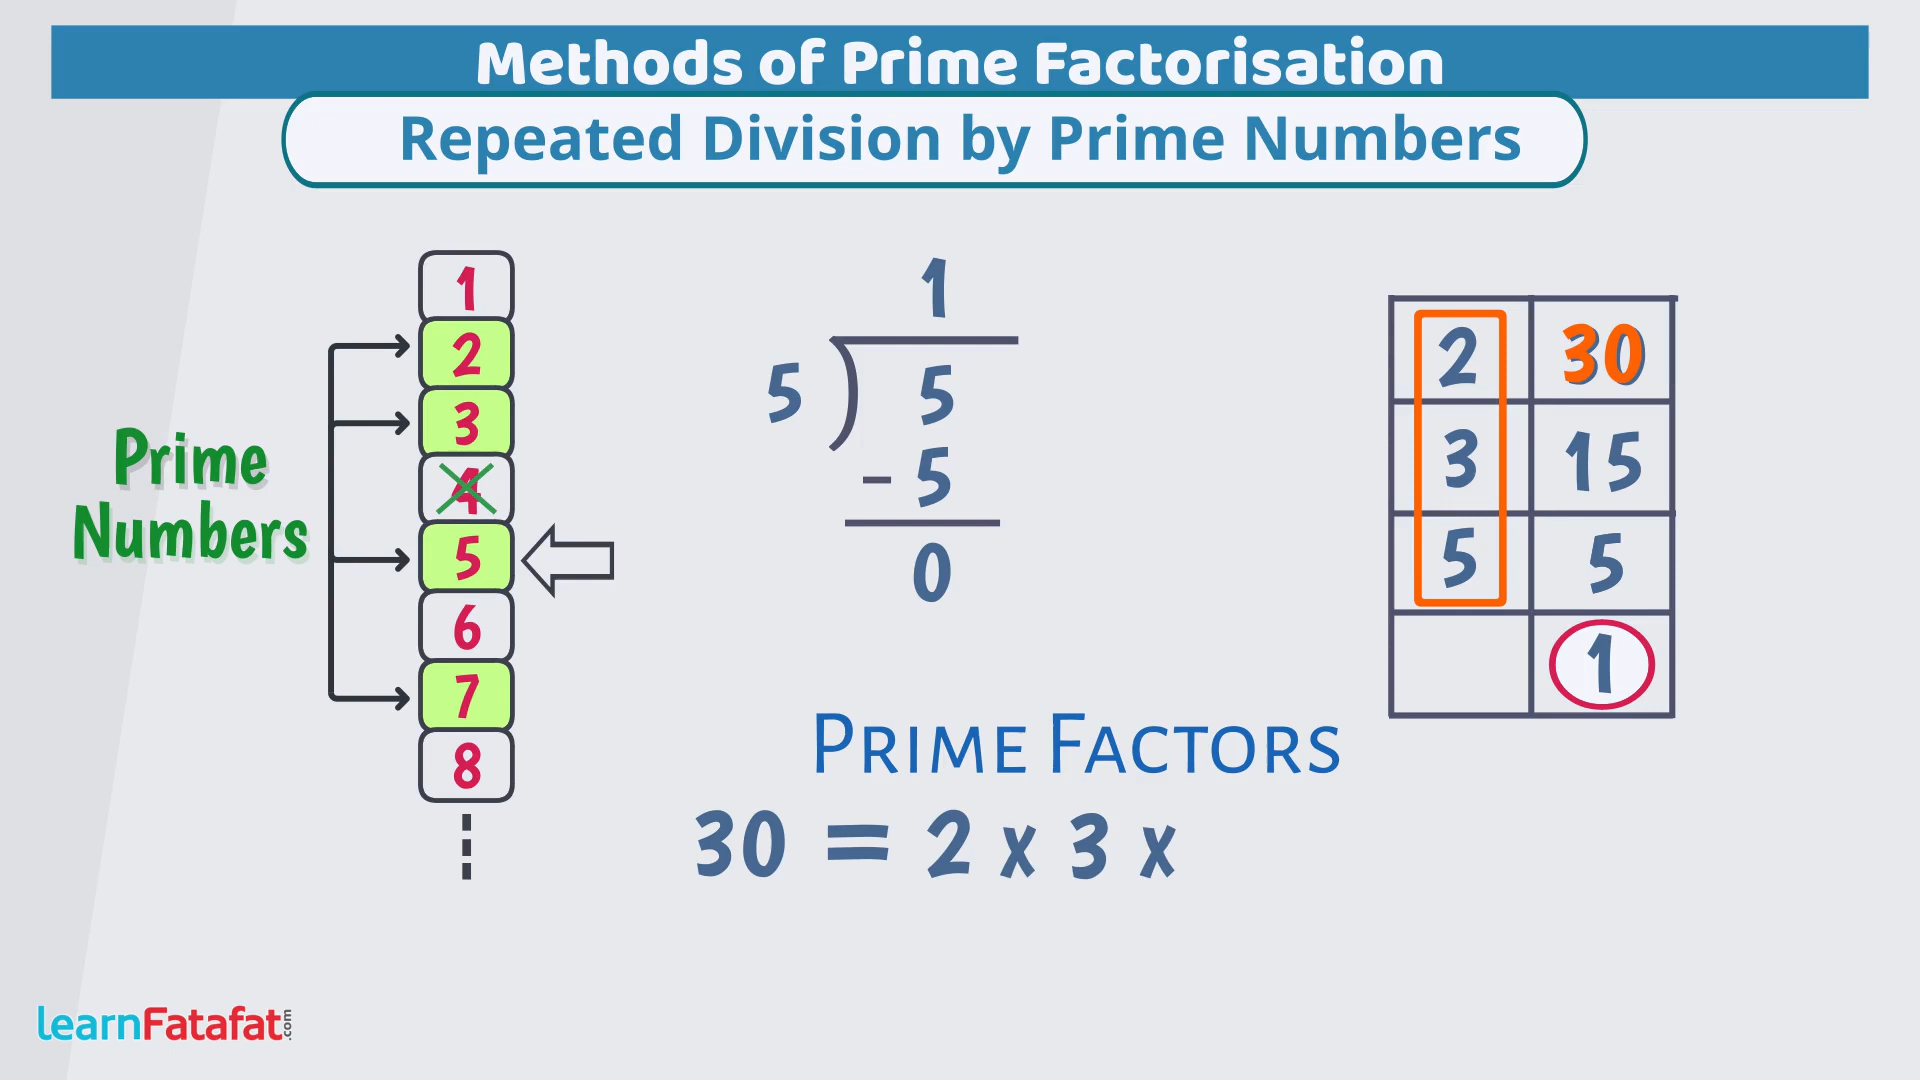 Methods of Prime Factorisation
Repeated Division by Prime Numbers
Prime
Numbers
1
2
3
4
5
6
7
8
1
5 5
- 5
0
2 30
3 15
5 5
1
PRIME FACTORS
30 = 2 x 3 x
learnFatafat.com